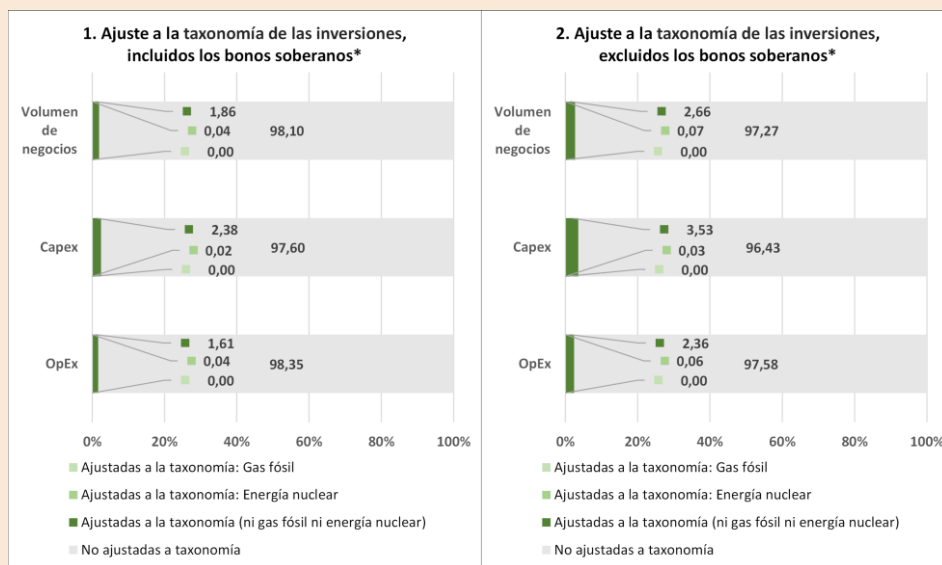 1. Ajuste a la taxonomía de las inversiones,
incluidos los bonos soberanos*
Volumen
de
negocios
1,86
0,04
98,10
0,00
Capex
2,38
0,02
97,60
0,00
OpEx
1,61
0,04
98,35
0,00
0% 20% 40% 60% 80% 100%
Ajustadas a la taxonomía: Gas fósil
Ajustadas a la taxonomía: Energía nuclear
Ajustadas a la taxonomía (ni gas fósil ni energía nuclear)
No ajustadas a taxonomía
2. Ajuste a la taxonomía de las inversiones,
excluidos los bonos soberanos*
Volumen
de
negocios
2,66
0,07
97,27
0,00
Capex
3,53
0,03
96,43
0,00
OpEx
2,36
0,06
97,58
0,00
0% 20% 40% 60% 80% 100%
Ajustadas a la taxonomía: Gas fósil
Ajustadas a la taxonomía: Energía nuclear
Ajustadas a la taxonomía (ni gas fósil ni energía nuclear)
No ajustadas a taxonomía